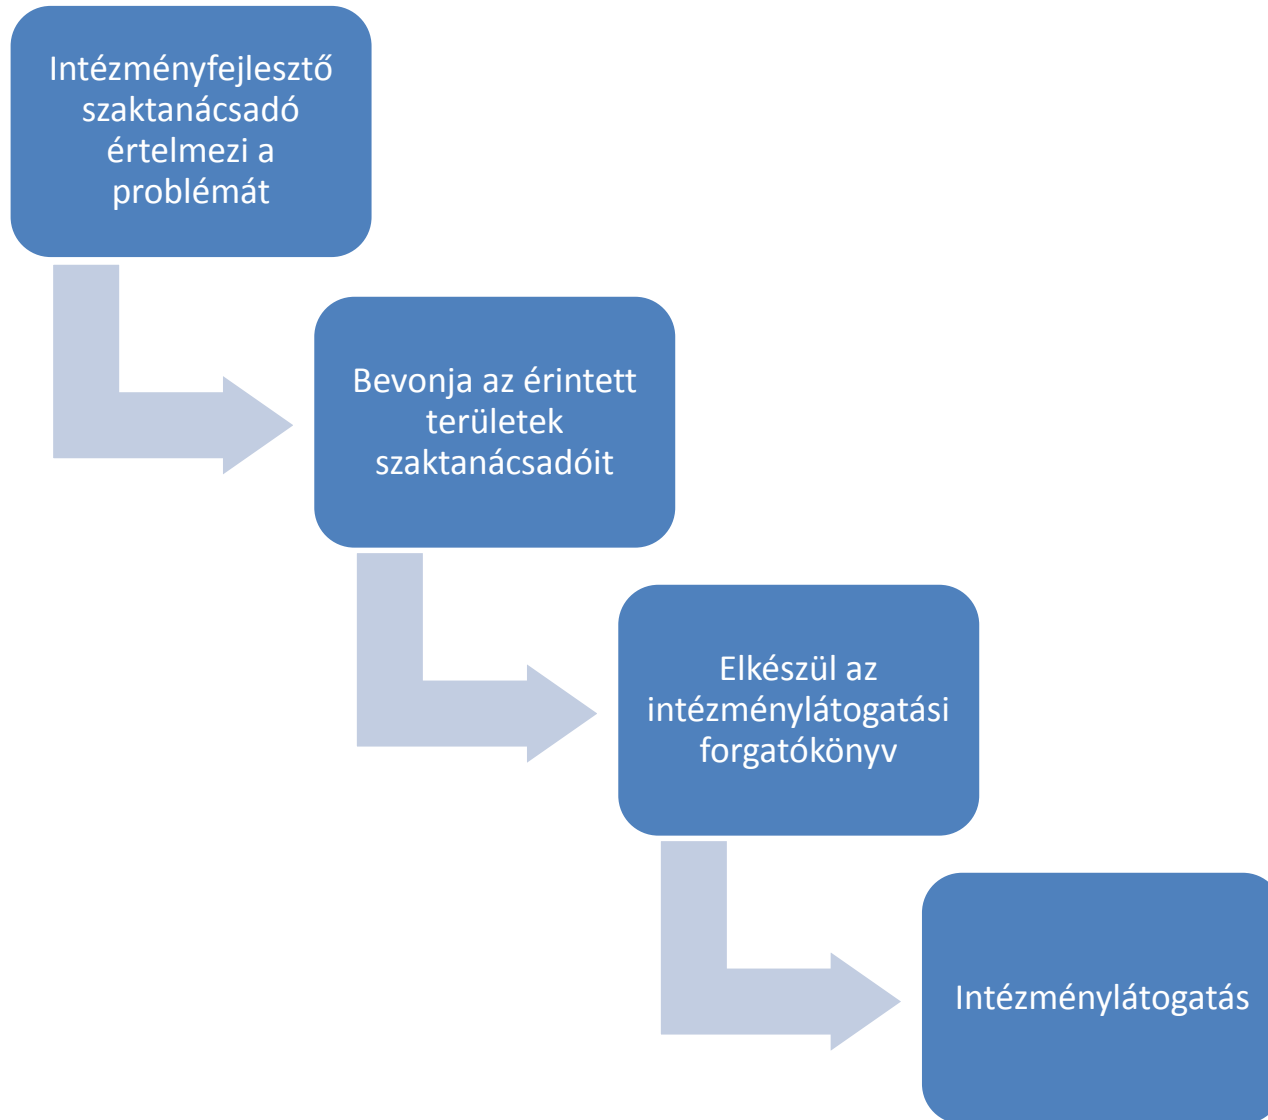 Intézményfejlesztő
szaktanácsadó
értelmezi a
problémát
Bevonja az érintett
területek
szaktanácsadóit
Elkészül az
intézménylátogatási
forgatókönyv
Intézménylátogatás